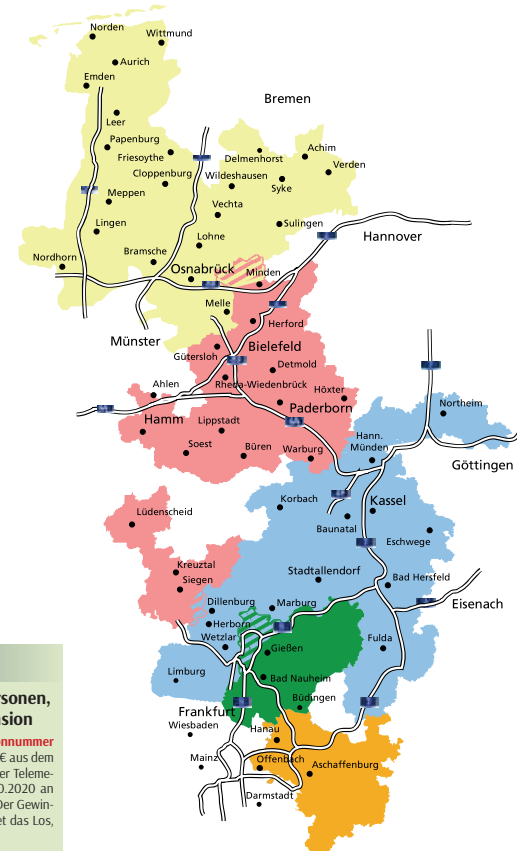 Norden
Wittmund
Aurich
Emden
Bremen
Leer
Papenburg
Friesoythe
Delmenhorst
Achim
Verden
Cloppenburg
Wildeshausen
Syke
Meppen
Vechta
Lingen
Sulingen
Lohne
Hannover
Nordhorn
Bramsche
Osnabrück
Minden
Melle
Herford
Münster
Bielefeld
Gütersloh
Detmold
Ahlen
Rheda-Wiedenbrück
Höxter
Paderborn
Northeim
Hamm
Lippstadt
Hann.
Münden
Soest
Büren
Warburg
Göttingen
Korbach
Kassel
Lüdenscheid
Baunatal
Eschwege
Kreuztal
Siegen
Stadtallendorf
Bad Hersfeld
Dillenburg
Marburg
Eisenach
Herborn
Wetzlar
Gießen
Fulda
Limburg
Bad Nauheim
Büdingen
Frankfurt
Wiesbaden
Hanau
Mainz
Offenbach
Aschaffenburg
Darmstadt
rsonen,
nsion
onnummer
€ aus dem
er Teleme-
0.2020 an
Der Gewin-
et das Los,